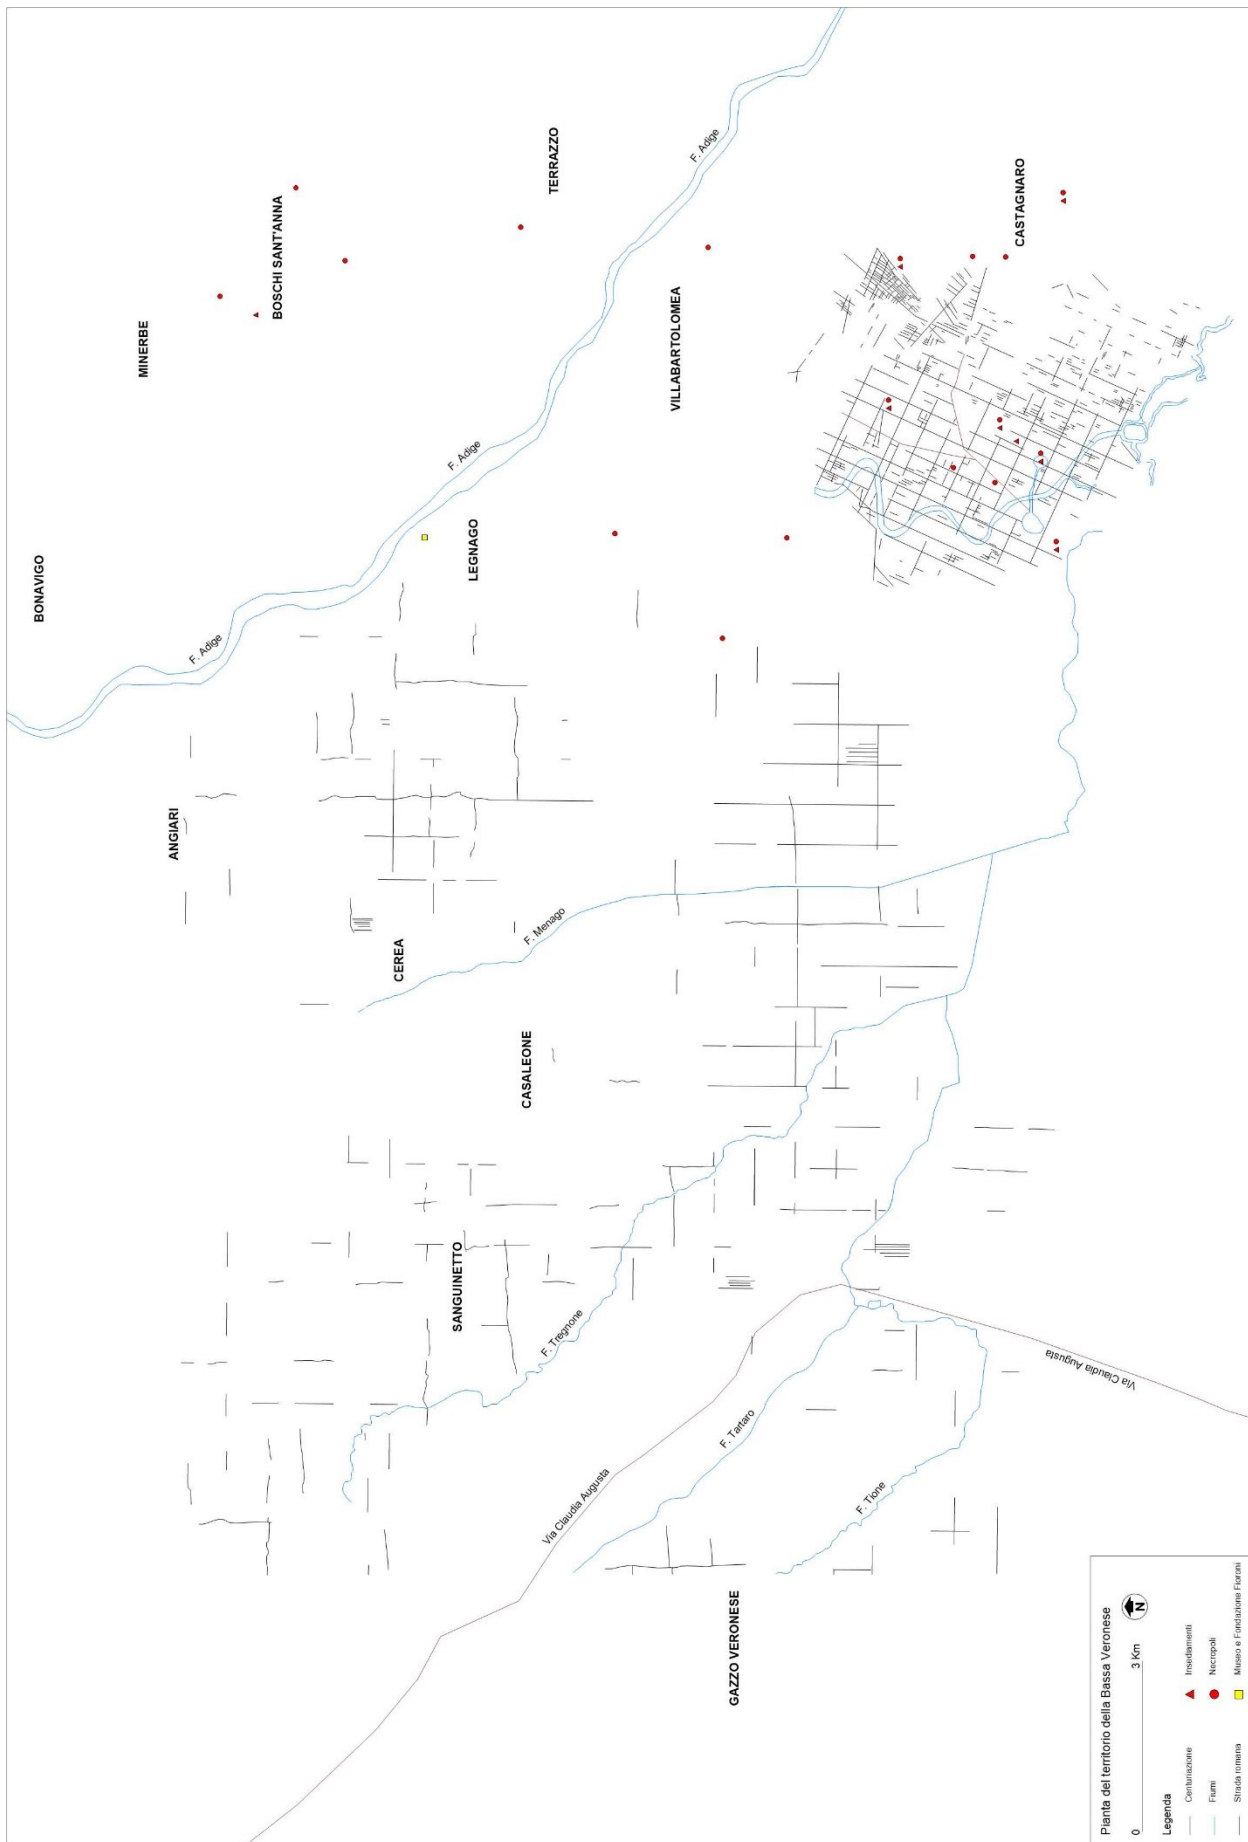 BONAVIGO
MINERBE
BOSCHI SANT'ANNA
TERRAZZO
F. Adige
F. Adige
F. Adige
ANGIARI
LEGNAGO
VILLABARTOLOMEA
CASTAGNARO
CEREA
F. Menago
CASALEONE
SANGUINETTO
F. Tregnone
Via Claudia Augusta
F. Tartaro
F. Tione
Via Claudia Augusta
GAZZO VERONESE
Pianta del territorio della Bassa Veronese
0 3 Km
N
Legenda
Centuriazione
Insediamenti
Fiumi
Necropoli
Strada romana
Museo e Fondazione Fioroni